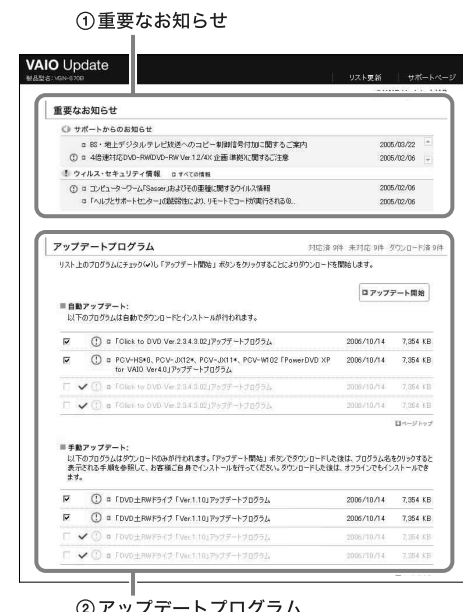 ①重要なお知らせ
VAIO Update
製品型名:VGN-S70B
リスト更新 | サポートページ
重要なお知らせ
サポートからのお知らせ
BS・地上デジタルテレビ放送へのコピー制御信号付加に関するご案内 2005/03/22
4倍速対応DVD-RW/DVD-RW Ver.1.2/4X 企画 準拠に関するご注意 2005/02/06
ウィルス・セキュリティ情報 すべての情報
コンピューターワーム「Sasser」およびその亜種に関するウイルス情報 2005/02/06
「ヘルプとサポートセンター」の脆弱性により、リモートでコードが実行される@... 2005/02/06
アップデートプログラム 対応済 9件 未対応 9件 ダウンロード済 9件
リスト上のプログラムにチェック(✓)し「アップデート開始」ボタンをクリックすることによりダウンロードを開始します。
アップデート開始
■自動アップデート:
以下のプログラムは自動でダウンロードとインストールが行われます。
「Click to DVD Ver.2.3.4.3.02」アップデートプログラム 2006/10/14 7,354 KB
PCV-HS*0、PCV-JX12*、PCV-JX11*、PCV-W102 「PowerDVD XP 2006/10/14 7,354 KB
for VAIO Ver4.0」アップデートプログラム
「Click to DVD Ver.2.3.4.3.02」アップデートプログラム 2006/10/14 7,354 KB
「Click to DVD Ver.2.3.4.3.02」アップデートプログラム 2006/10/14 7,354 KB
ページトップ
■手動アップデート:
以下のプログラムはダウンロードのみが行われます。「アップデート開始」ボタンでダウンロードした後は、プログラム名をクリックすると
表示される手順を参照して、お客様ご自身でインストールを行ってください。ダウンロードした後は、オフラインでもインストールでき
ます。
「DVD±RWドライブ「Ver.1.10」アップデートプログラム 2006/10/14 7,354 KB
「DVD±RWドライブ「Ver.1.10」アップデートプログラム 2006/10/14 7,354 KB
「DVD±RWドライブ「Ver.1.10」アップデートプログラム 2006/10/14 7,354 KB
「DVD±RWドライブ「Ver.1.10」アップデートプログラム 2006/10/14 7,354 KB
②アップデートプログラム